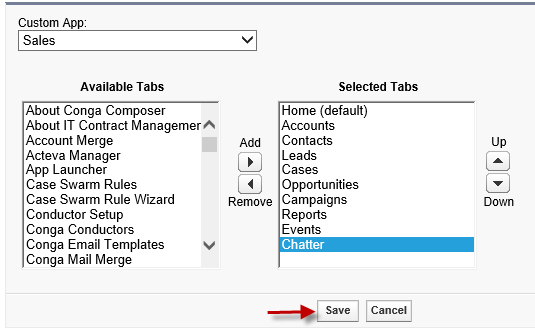 Custom App:
Sales
Available Tabs
About Conga Composer
About IT Contract Managemer
Account Merge
Acteva Manager
App Launcher
Case Swarm Rules
Case Swarm Rule Wizard
Conductor Setup
Conga Conductors
Conga Email Templates
Conga Mail Merge
Add
Remove
Selected Tabs
Home (default)
Accounts
Contacts
Leads
Cases
Opportunities
Campaigns
Reports
Events
Chatter
Up
Down
Save Cancel